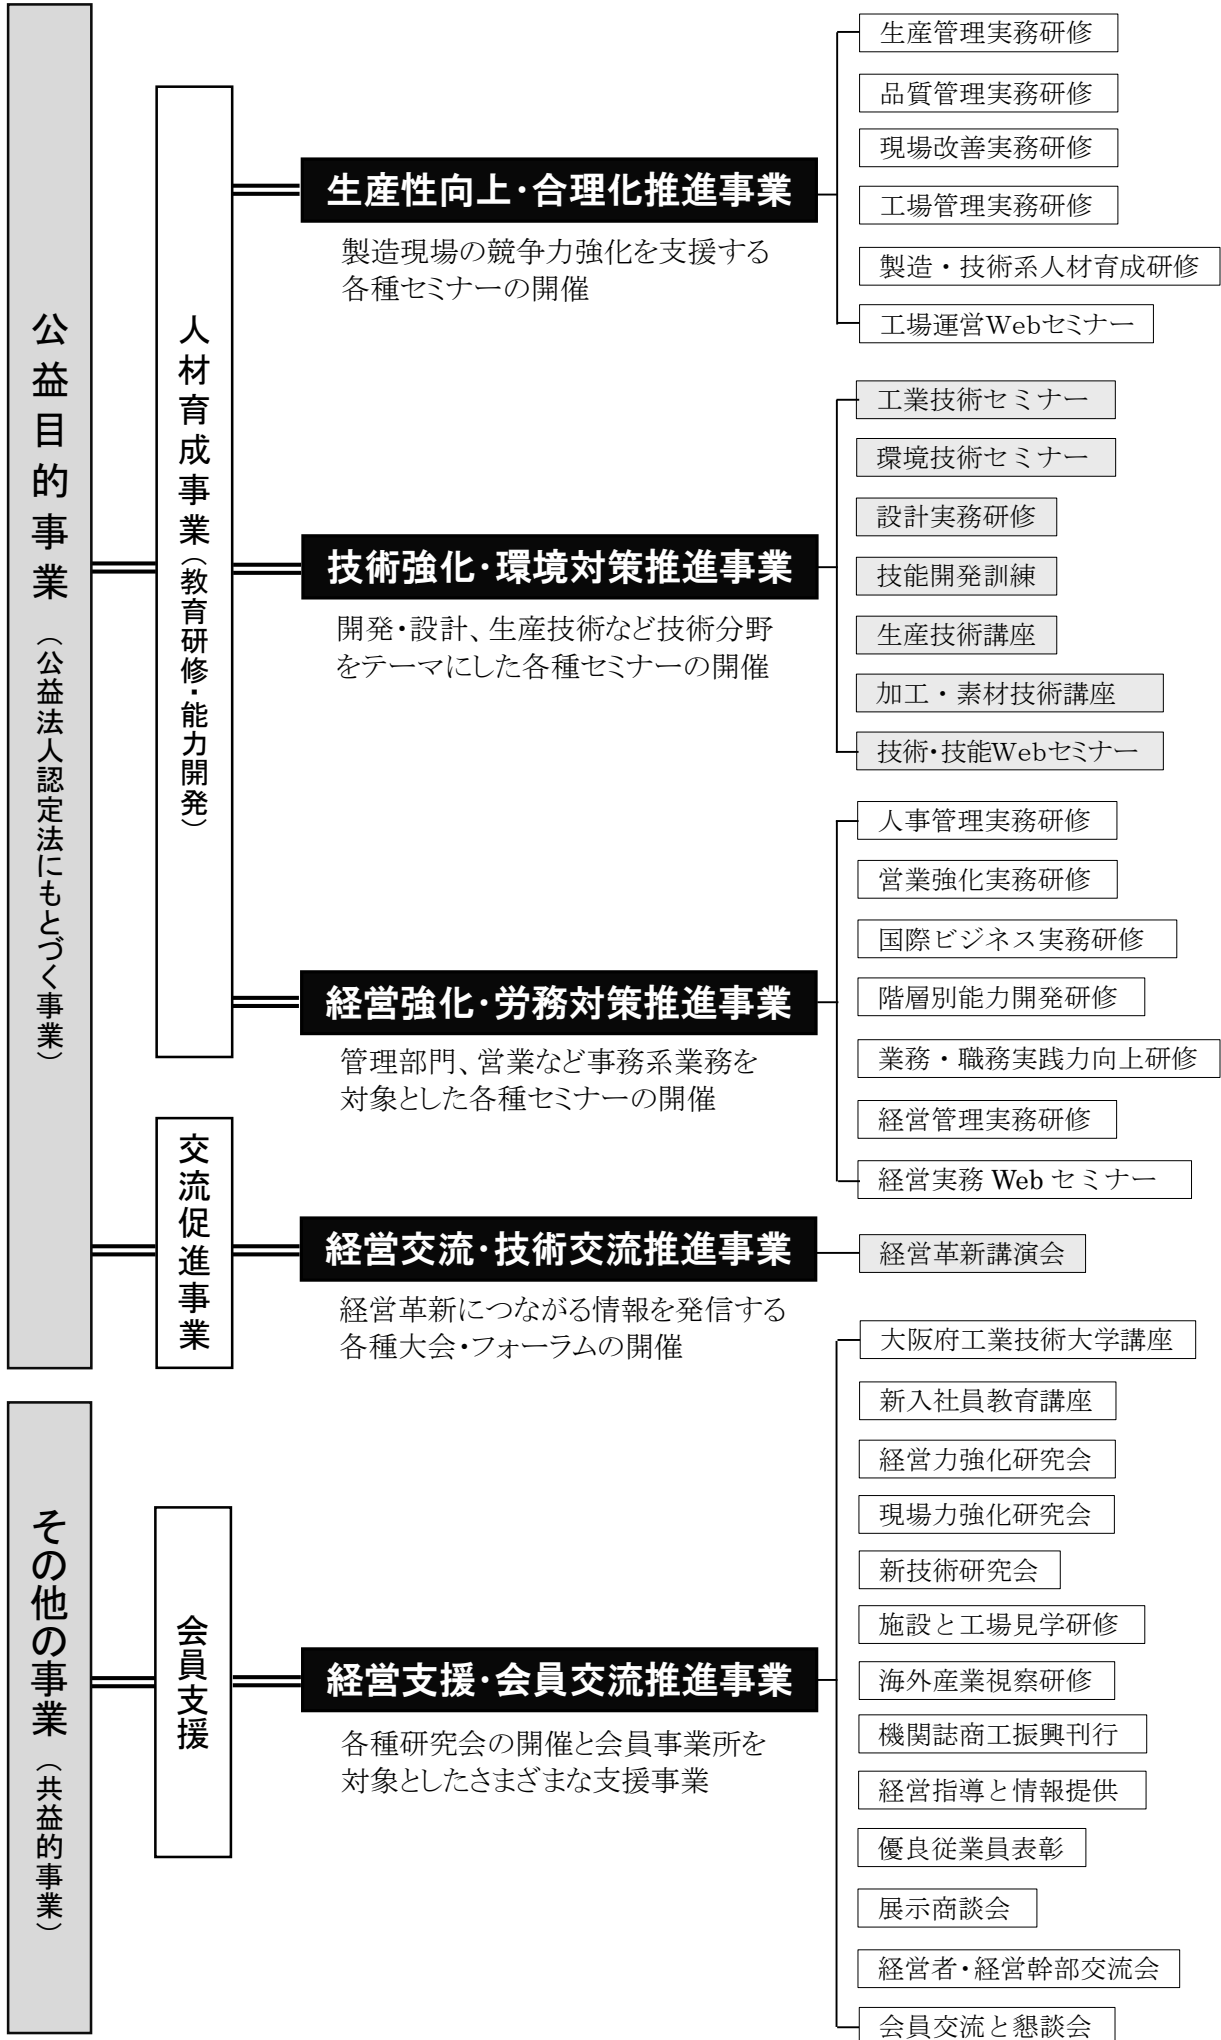 公益目的事業（公益法人認定法にもとづく事業）
人材育成事業（教育研修・能力開発）
生産性向上・合理化推進事業
製造現場の競争力強化を支援する
各種セミナーの開催
生産管理実務研修
品質管理実務研修
現場改善実務研修
工場管理実務研修
製造・技術系人材育成研修
工場運営Webセミナー
技術強化・環境対策推進事業
開発・設計、生産技術など技術分野
をテーマにした各種セミナーの開催
工業技術セミナー
環境技術セミナー
設計実務研修
技能開発訓練
生産技術講座
加工・素材技術講座
技術・技能Webセミナー
経営強化・労務対策推進事業
管理部門、営業など事務系業務を
対象とした各種セミナーの開催
人事管理実務研修
営業強化実務研修
国際ビジネス実務研修
階層別能力開発研修
業務・職務実践力向上研修
経営管理実務研修
経営実務 Web セミナー
交流促進事業
経営交流・技術交流推進事業
経営革新につながる情報を発信する
各種大会・フォーラムの開催
経営革新講演会
その他の事業（共益的事業）
会員支援
経営支援・会員交流推進事業
各種研究会の開催と会員事業所を
対象としたさまざまな支援事業
大阪府工業技術大学講座
新入社員教育講座
経営力強化研究会
現場力強化研究会
新技術研究会
施設と工場見学研修
海外産業視察研修
機関誌商工振興刊行
経営指導と情報提供
優良従業員表彰
展示商談会
経営者・経営幹部交流会
会員交流と懇談会